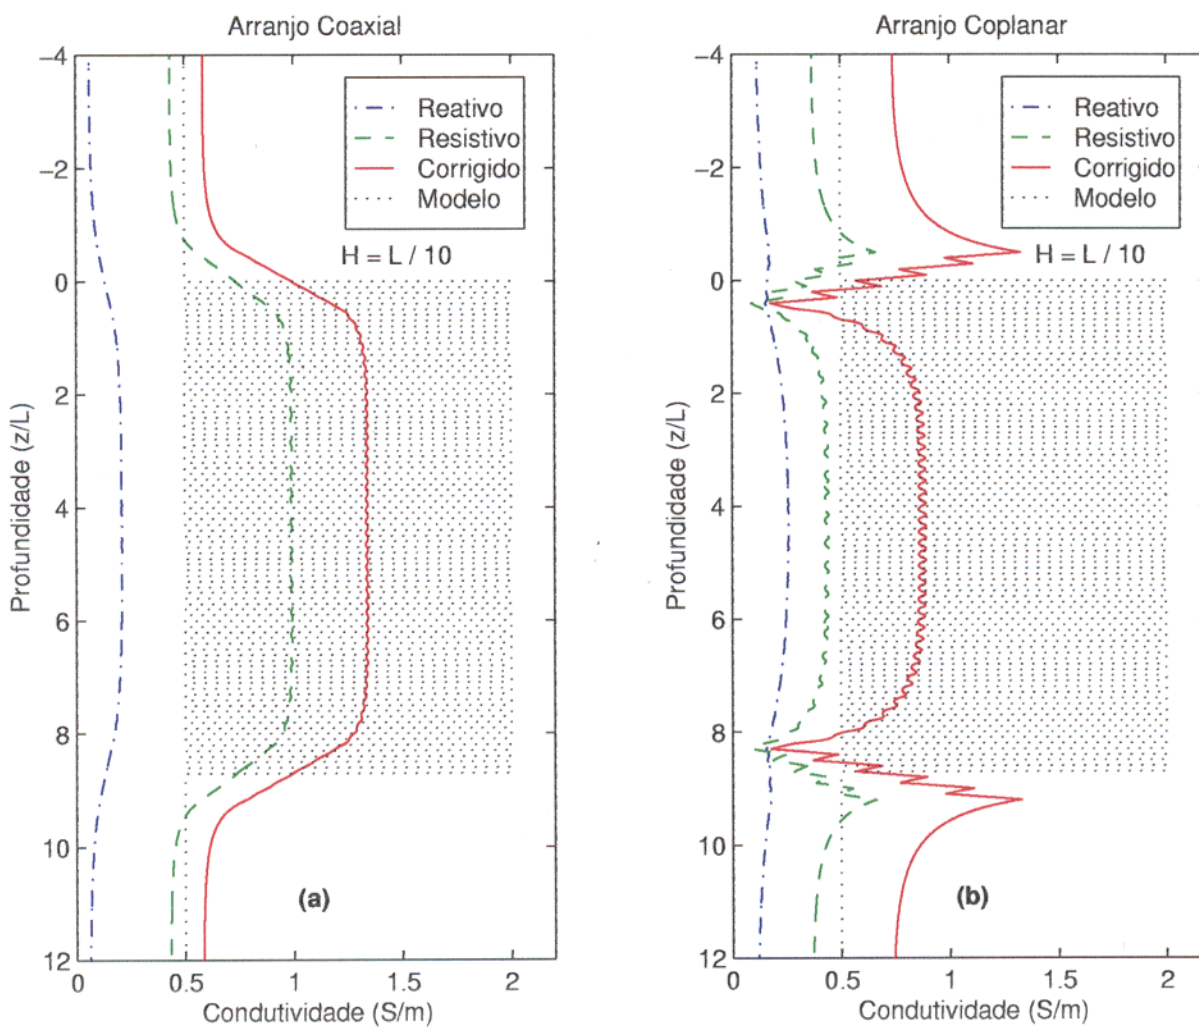 Arranjo Coaxial
−4
−2
0
2
4
6
8
10
12
Profundidade (z/L)
Reativo
Resistivo
Corrigido
Modelo
H = L / 10
(a)
0
0.5
1
1.5
2
Condutividade (S/m)
Arranjo Coplanar
−4
−2
0
2
4
6
8
10
12
Profundidade (z/L)
Reativo
Resistivo
Corrigido
Modelo
H = L / 10
(b)
0
0.5
1
1.5
2
Condutividade (S/m)